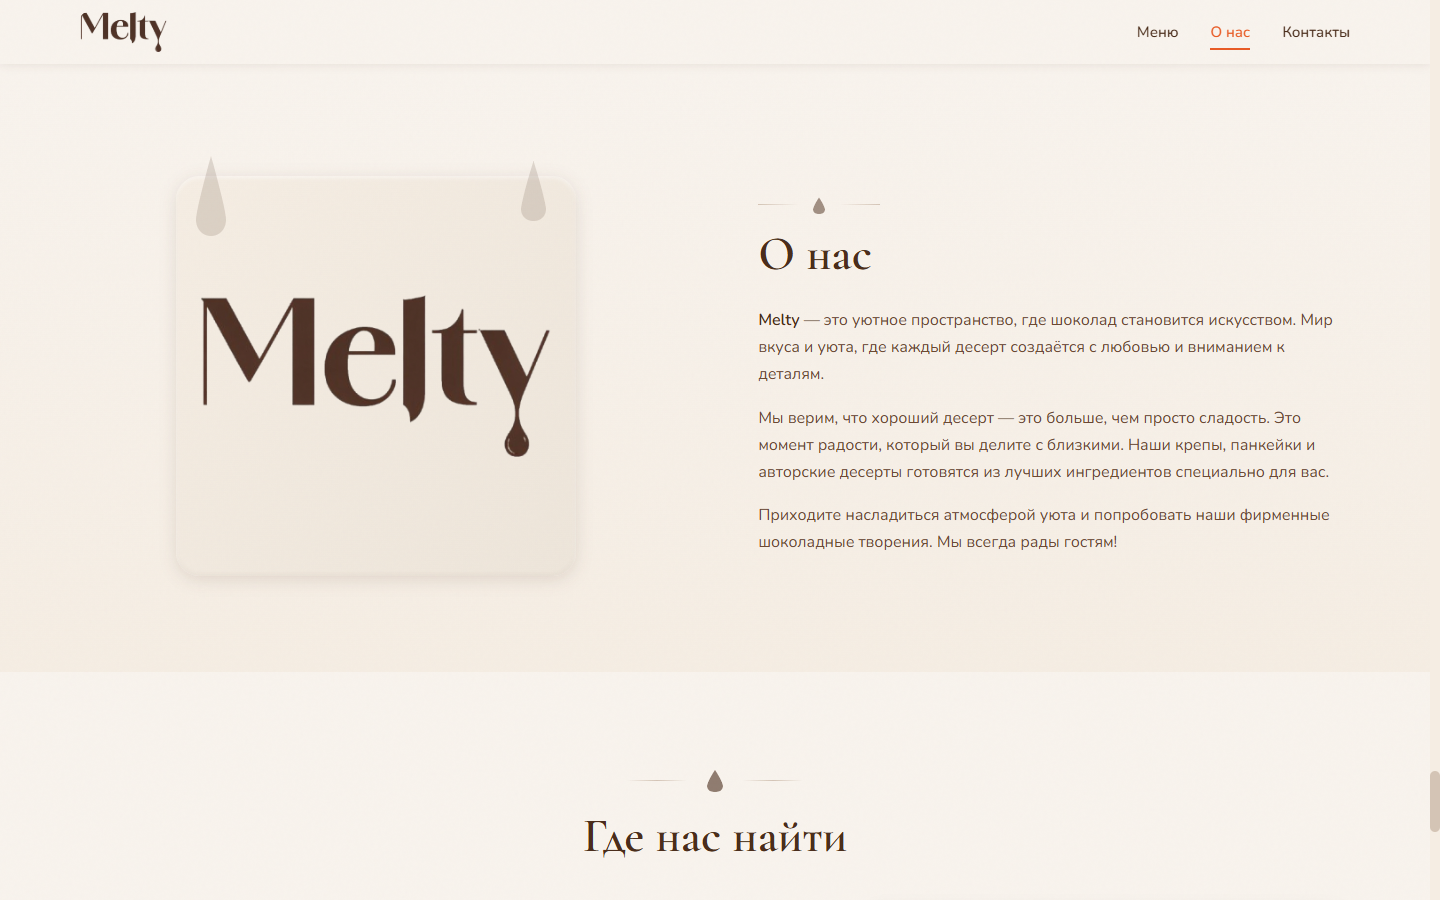 Melty
Меню
О нас
Контакты
Melty
О нас
Melty — это уютное пространство, где шоколад становится искусством. Мир
вкуса и уюта, где каждый десерт создаётся с любовью и вниманием к
деталям.
Мы верим, что хороший десерт — это больше, чем просто сладость. Это
момент радости, который вы делите с близкими. Наши крепы, панкейки и
авторские десерты готовятся из лучших ингредиентов специально для вас.
Приходите насладиться атмосферой уюта и попробовать наши фирменные
шоколадные творения. Мы всегда рады гостям!
Где нас найти